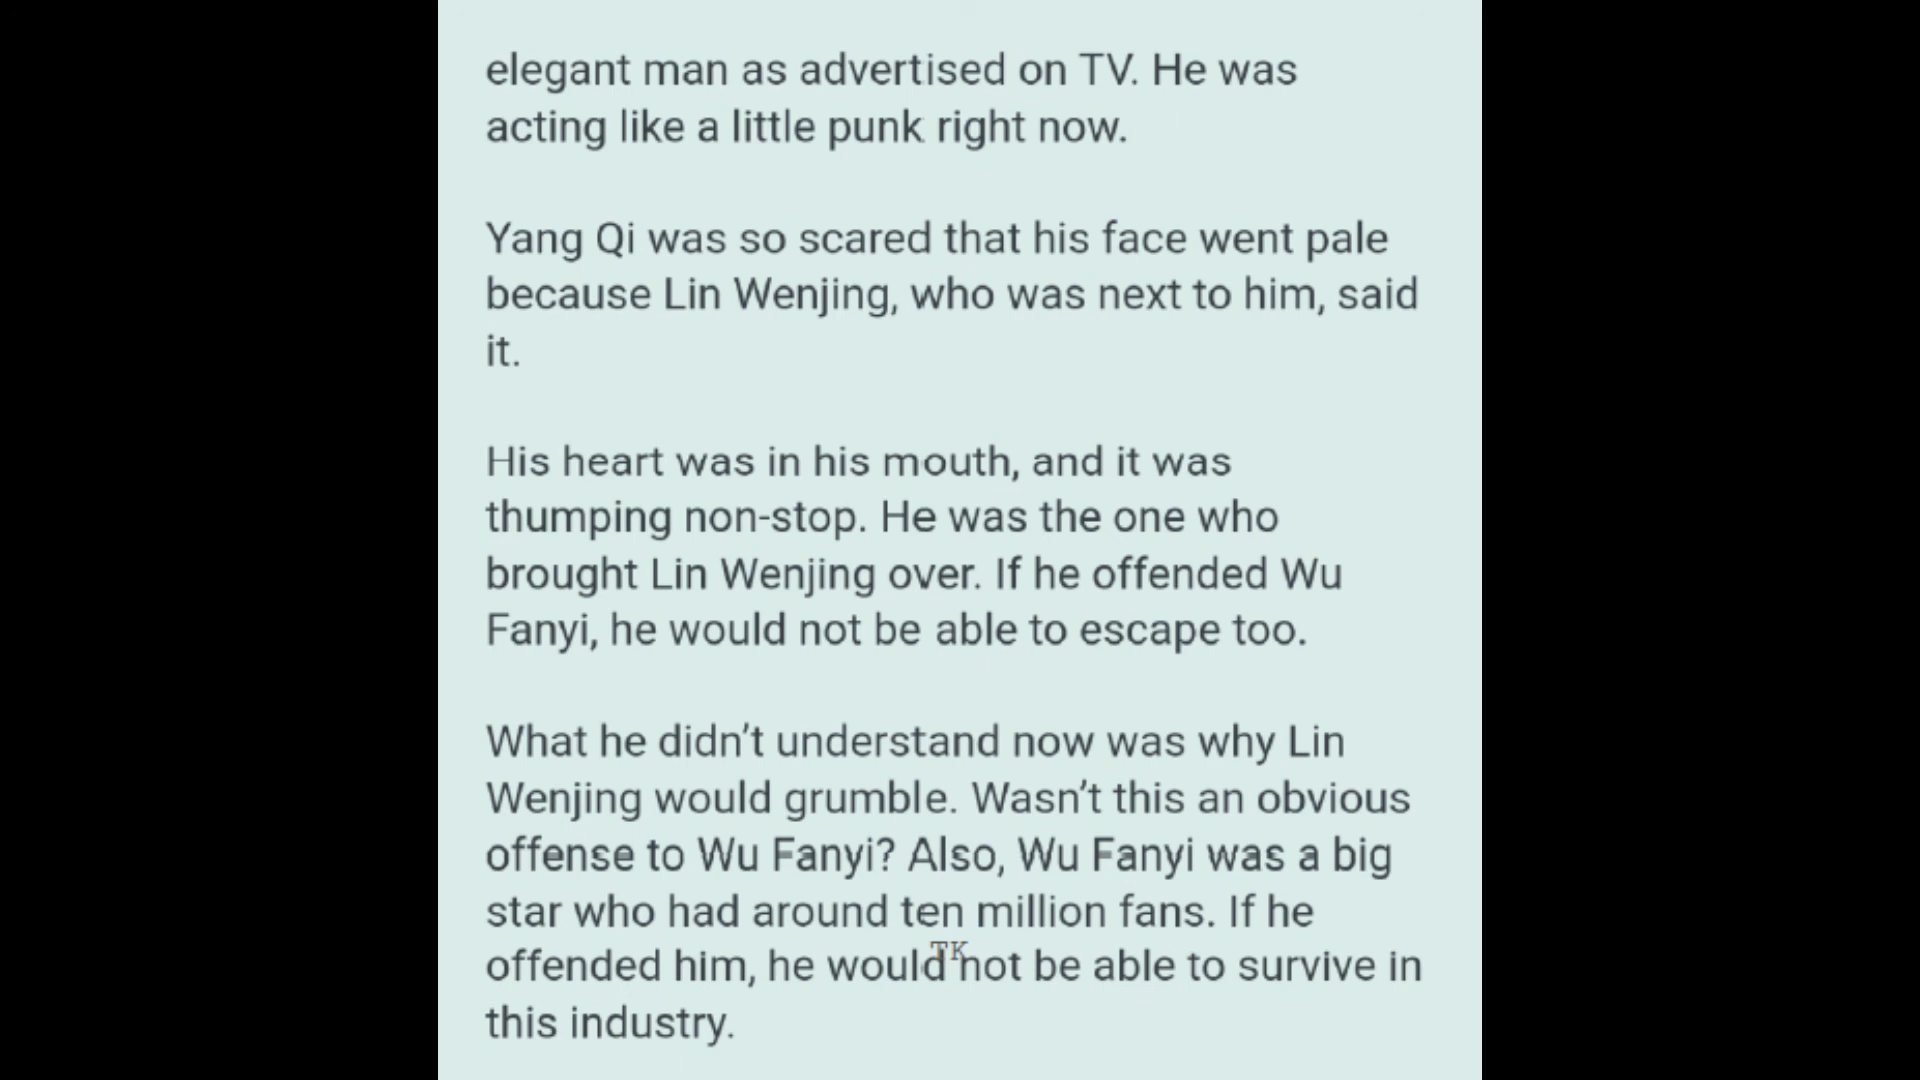 elegant man as advertised on TV. He was
acting like a little punk right now.
Yang Qi was so scared that his face went pale
because Lin Wenjing, who was next to him, said
it.
His heart was in his mouth, and it was
thumping non-stop. He was the one who
brought Lin Wenjing over. If he offended Wu
Fanyi, he would not be able to escape too.
What he didn’t understand now was why Lin
Wenjing would grumble. Wasn’t this an obvious
offense to Wu Fanyi? Also, Wu Fanyi was a big
star who had around ten million fans. If he
TK
offended him, he would not be able to survive in
this industry.